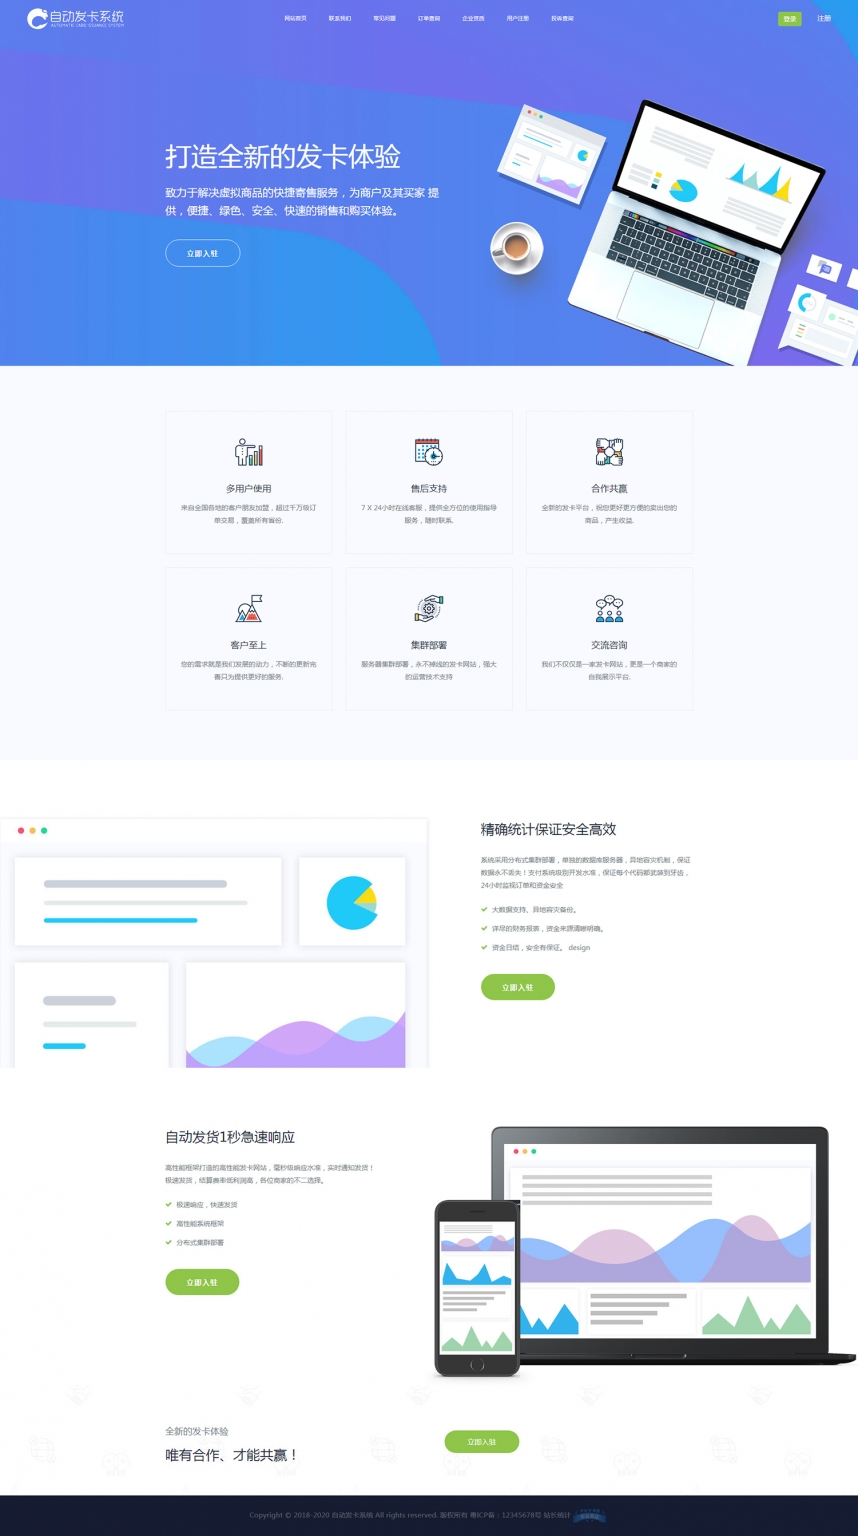 自动发卡系统
AUTOMATIC CARD ISSUANCE SYSTEM
网站首页 联系我们 常见问题 订单查询 企业资质 用户注册 投诉查询
登录 注册
打造全新的发卡体验
致力于解决虚拟商品的快捷寄售服务，为商户及其买家 提
供，便捷、绿色、安全、快速的销售和购买体验。
立即入驻
多用户使用
来自全国各地的客户朋友加盟，超过千万级订
单交易，覆盖所有省份.
售后支持
7 X 24小时在线客服，提供全方位的使用指导
服务，随时联系.
合作共赢
全新的发卡平台，祝您更好更方便的卖出您的
商品，产生收益.
客户至上
您的需求就是我们发展的动力，不断的更新完
善只为提供更好的服务.
集群部署
服务器集群部署，永不掉线的发卡网站，强大
的运营技术支持
交流咨询
我们不仅仅是一家发卡网站，更是一个商家的
自我展示平台.
精确统计保证安全高效
系统采用分布式集群部署，单独的数据库服务器，异地容灾机制，保证
数据永不丢失！支付系统级别开发水准，保证每个代码都武装到牙齿，
24小时监视订单和资金安全
大数据支持、异地容灾备份。
详尽的财务报表，资金来源清晰明确。
资金日结，安全有保证。 design
立即入驻
自动发货1秒急速响应
高性能框架打造的高性能发卡网站，毫秒级响应水准，实时通知发货！
极速发货，结算费率低利润高，各位商家的不二选择。
极速响应，快速发货
高性能系统框架
分布式集群部署
立即入驻
全新的发卡体验
唯有合作、才能共赢！
立即入驻
Copyright © 2018-2020 自动发卡系统 All rights reserved. 版权所有 粤ICP备：12345678号 站长统计